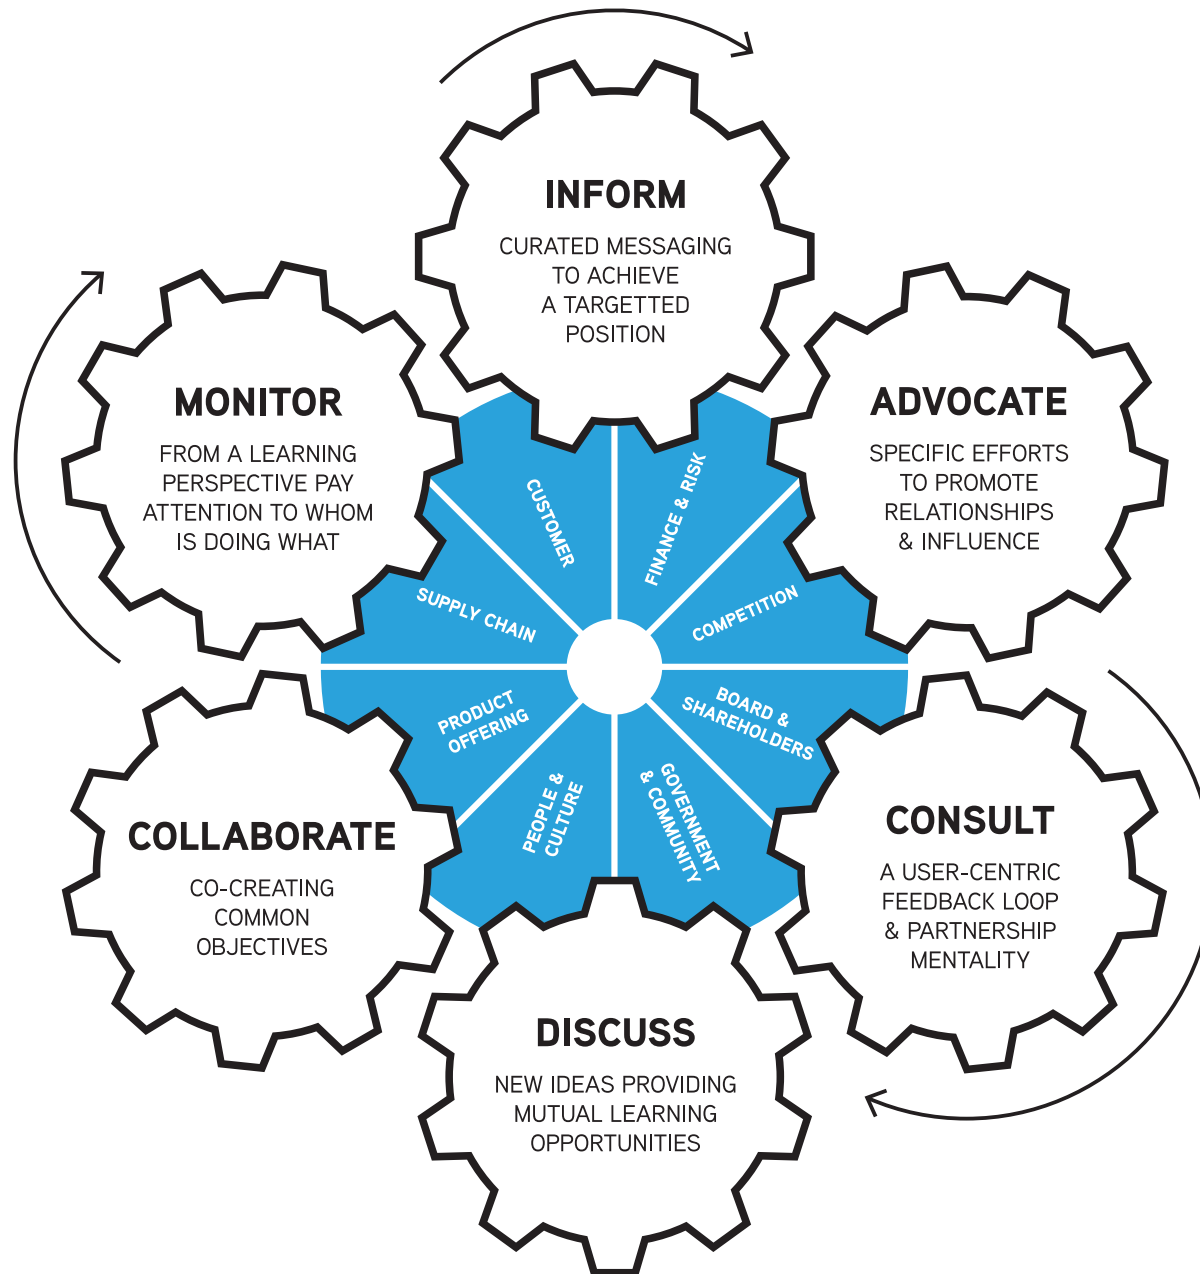 INFORM
CURATED MESSAGING
TO ACHIEVE
A TARGETTED
POSITION
ADVOCATE
SPECIFIC EFFORTS
TO PROMOTE
RELATIONSHIPS
& INFLUENCE
CONSULT
A USER-CENTRIC
FEEDBACK LOOP
& PARTNERSHIP
MENTALITY
DISCUSS
NEW IDEAS PROVIDING
MUTUAL LEARNING
OPPORTUNITIES
COLLABORATE
CO-CREATING
COMMON
OBJECTIVES
MONITOR
FROM A LEARNING
PERSPECTIVE PAY
ATTENTION TO WHOM
IS DOING WHAT
CUSTOMER
FINANCE & RISK
COMPETITION
BOARD &
SHAREHOLDERS
GOVERNMENT
& COMMUNITY
PEOPLE &
CULTURE
PRODUCT
OFFERING
SUPPLY CHAIN